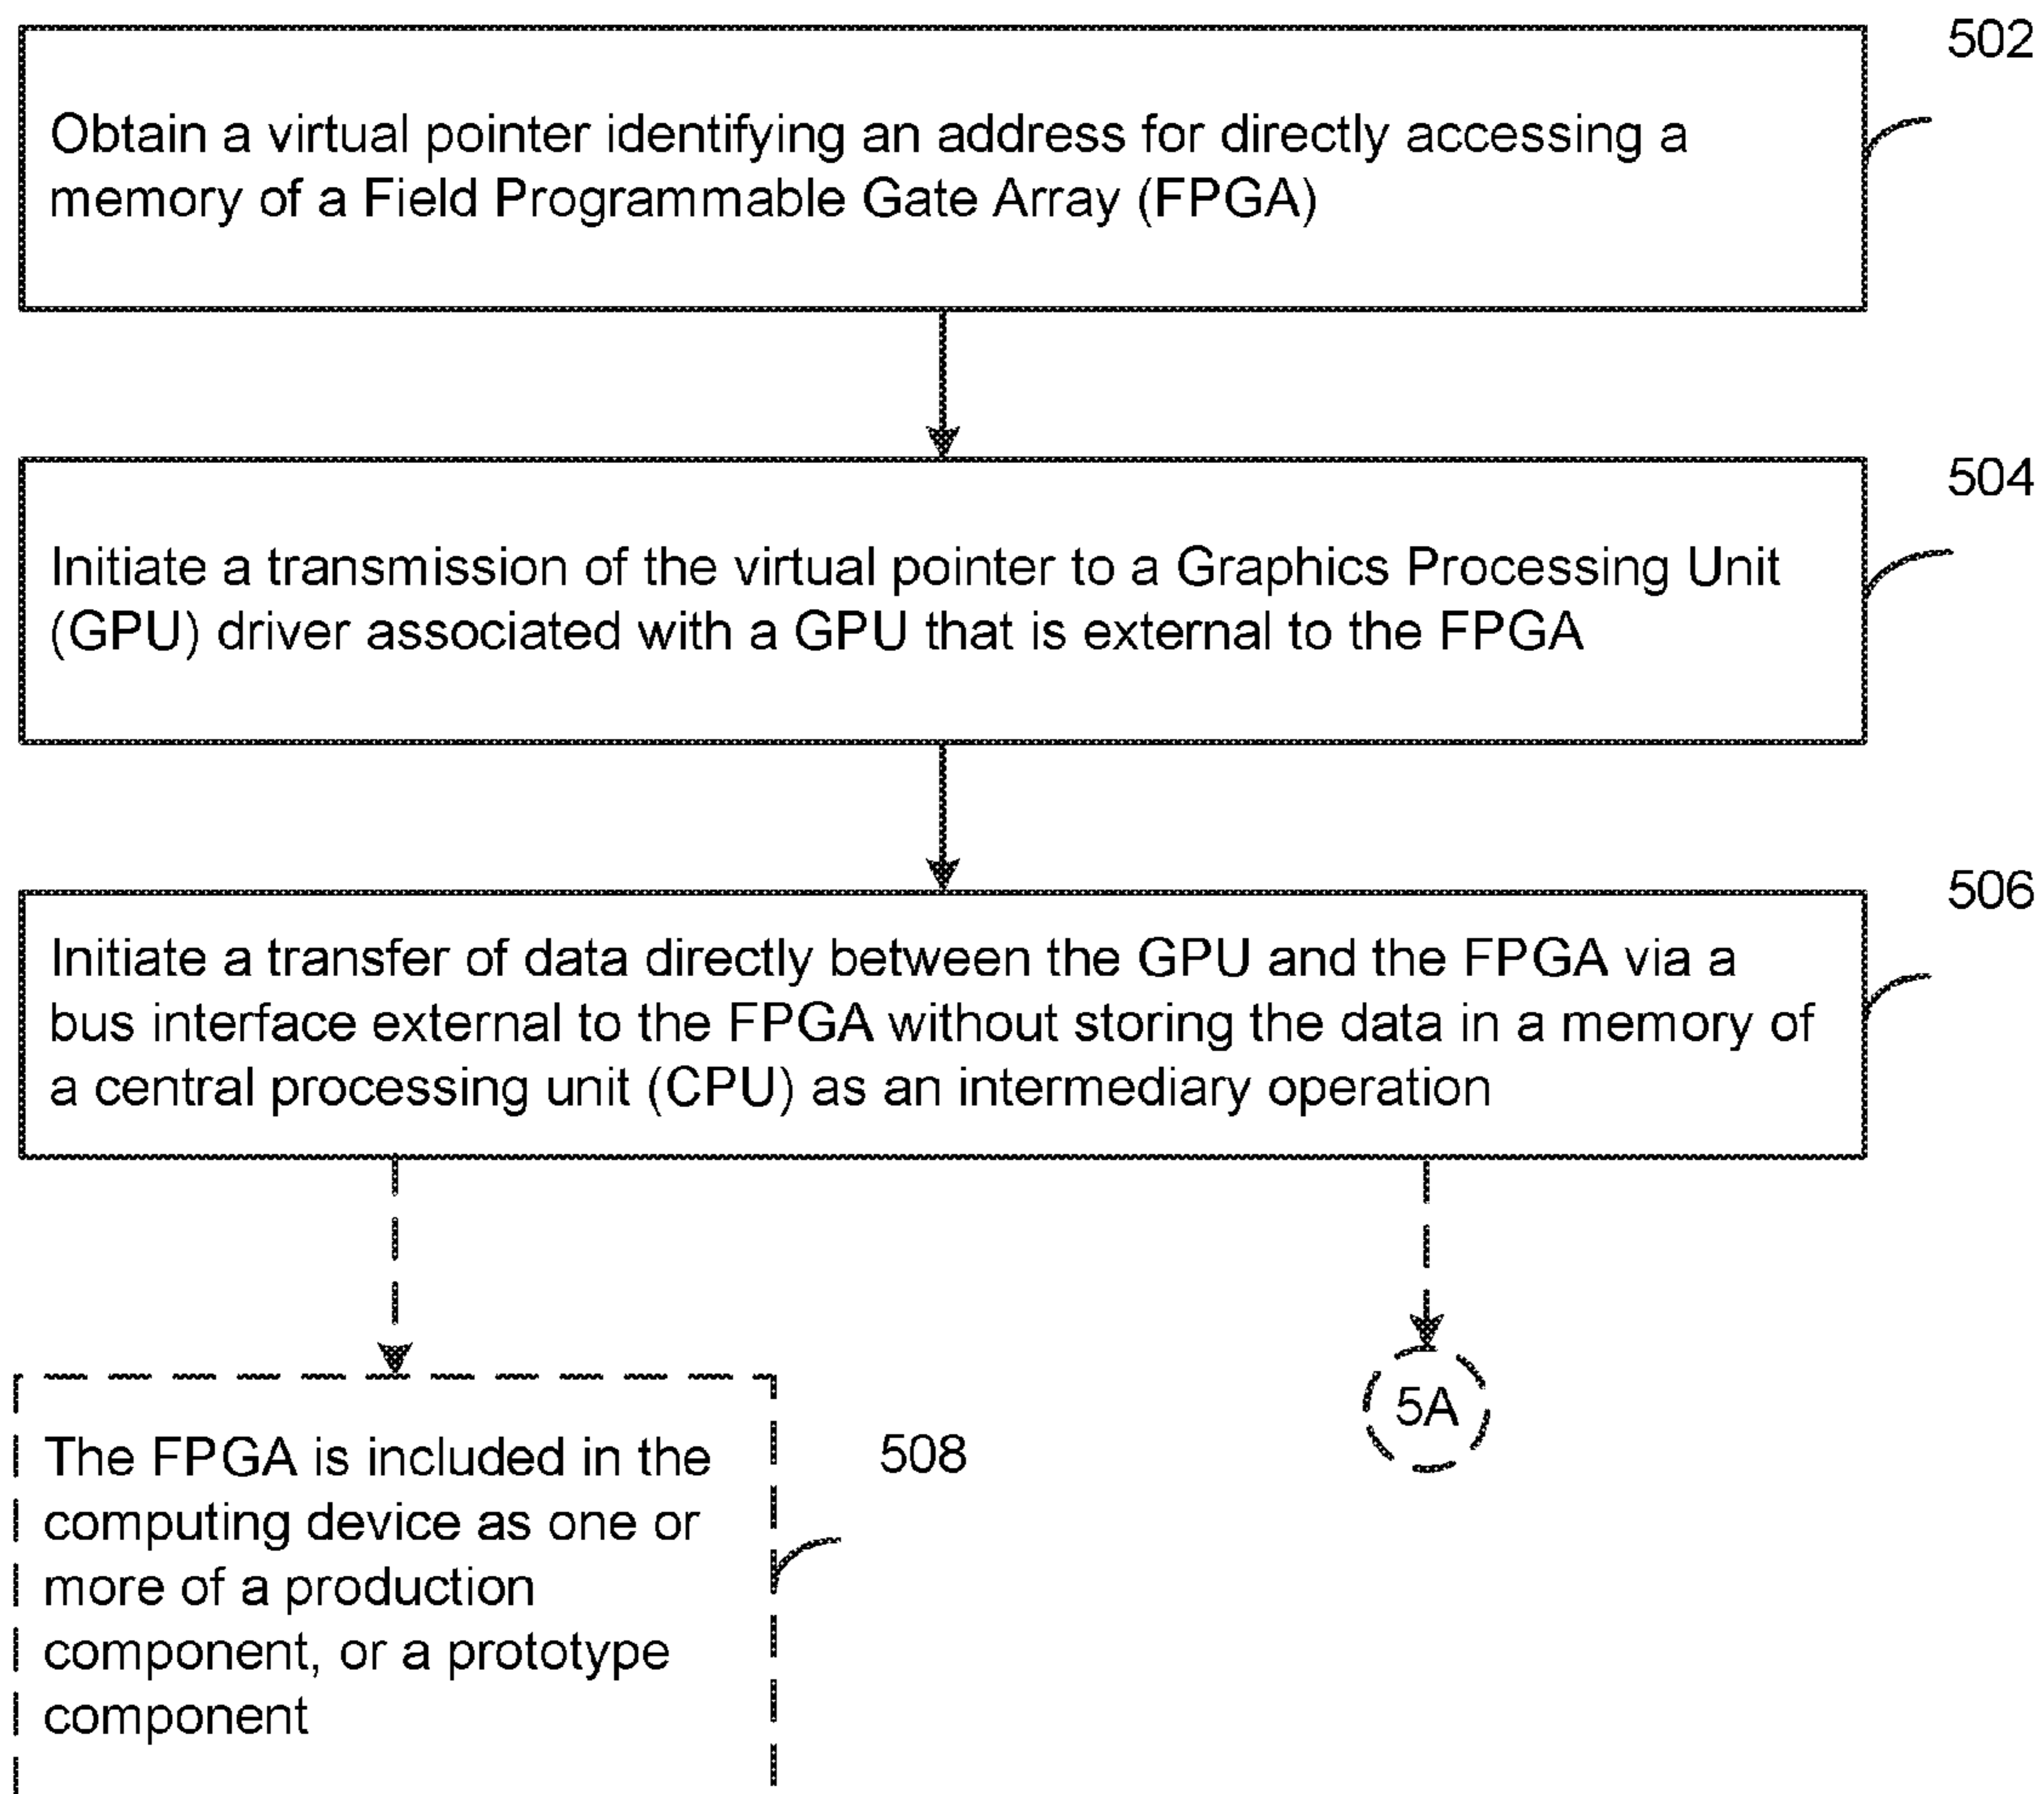 502
Obtain a virtual pointer identifying an address for directly accessing a
memory of a Field Programmable Gate Array (FPGA)
504
Initiate a transmission of the virtual pointer to a Graphics Processing Unit
(GPU) driver associated with a GPU that is external to the FPGA
506
Initiate a transfer of data directly between the GPU and the FPGA via a
bus interface external to the FPGA without storing the data in a memory of
a central processing unit (CPU) as an intermediary operation
5A
508
The FPGA is included in the
computing device as one or
more of a production
component, or a prototype
component